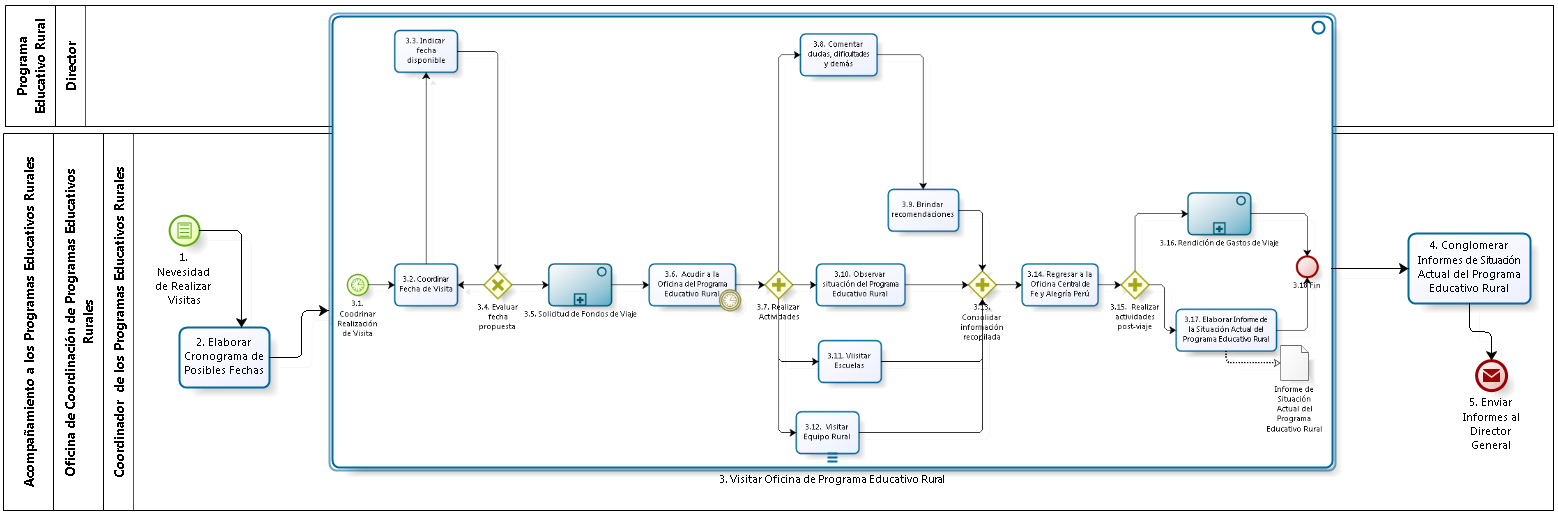 Programa
Educativo Rural
Director
Acompañamiento a los Programas Educativos Rurales
Oficina de Coordinación de Programas Educativos
Rurales
Coordinador de los Programas Educativos Rurales
1.
Nevesidad
de Realizar
Visitas
2. Elaborar
Cronograma de
Posibles Fechas
3.1.
Coodrinar
Realización
de Visita
3.2. Coordinar
Fecha de Visita
3.3. Indicar
fecha
disponible
3.4. Evaluar
fecha
propuesta
3.5. Solicitud de Fondos de Viaje
3.6. Acudir a la
Oficina del Programa
Educativo Rural
3.7. Realizar
Actividades
3.8. Comentar
dudas, dificultades
y demás
3.9. Brindar
recomendaciones
3.10. Observar
situación del Programa
Educativo Rural
3.11. Viisitar
Escuelas
3.12. Visitar
Equipo Rural
3.13.
Consolidar
información
recopilada
3.14. Regresar a la
Oficina Central de
Fe y Alegría Perú
3.15. Realizar
actividades
post-viaje
3.16. Rendición de Gastos de Viaje
3.17. Elaborar Informe de
la Situación Actual del
Programa Educativo Rural
Informe de
Situación
Actual del
Programa
Educativo Rural
3.18 Fin
3. Visitar Oficina de Programa Educativo Rural
4. Conglomerar
Informes de Situación
Actual del Programa
Educativo Rural
5. Enviar
Informes al
Director
General